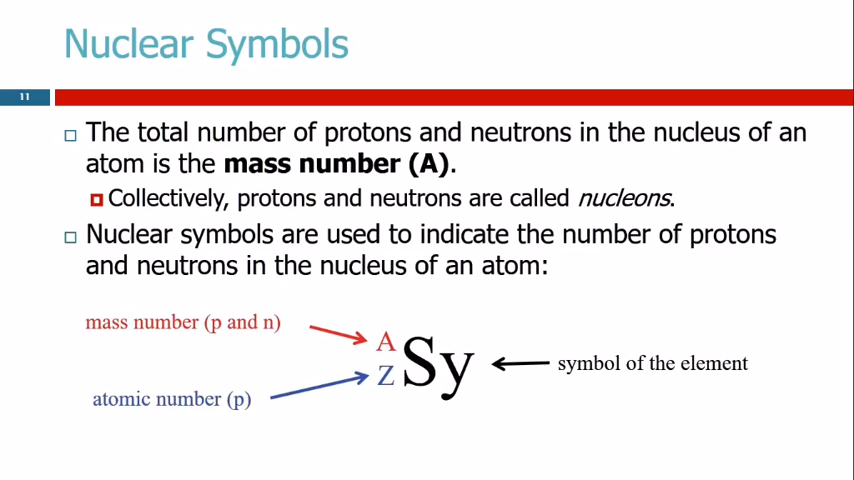 Nuclear Symbols
11
The total number of protons and neutrons in the nucleus of an
atom is the mass number (A).
Collectively, protons and neutrons are called nucleons.
Nuclear symbols are used to indicate the number of protons
and neutrons in the nucleus of an atom:
mass number (p and n)
A
Sy
Z
symbol of the element
atomic number (p)